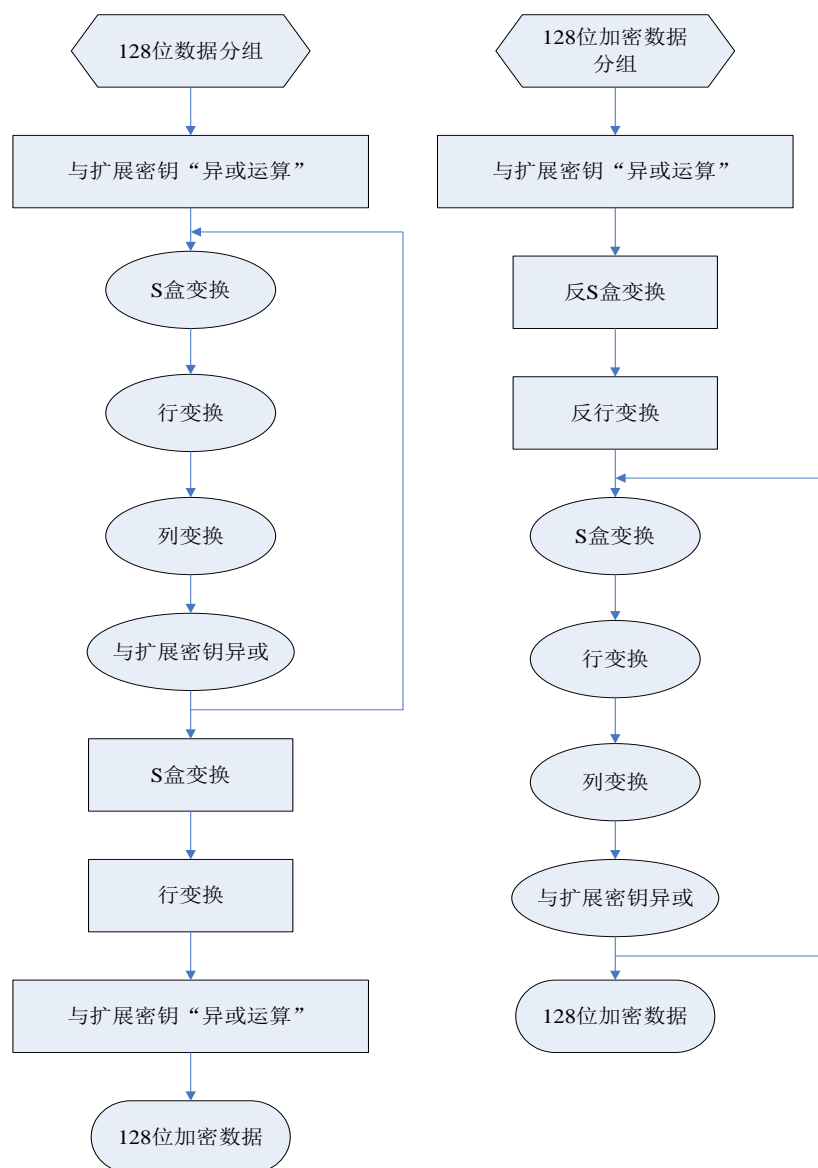 128位数据分组
与扩展密钥“异或运算”
S盒变换
行变换
列变换
与扩展密钥异或
S盒变换
行变换
与扩展密钥“异或运算”
128位加密数据
128位加密数据
分组
与扩展密钥“异或运算”
反S盒变换
反行变换
S盒变换
行变换
列变换
与扩展密钥异或
128位加密数据